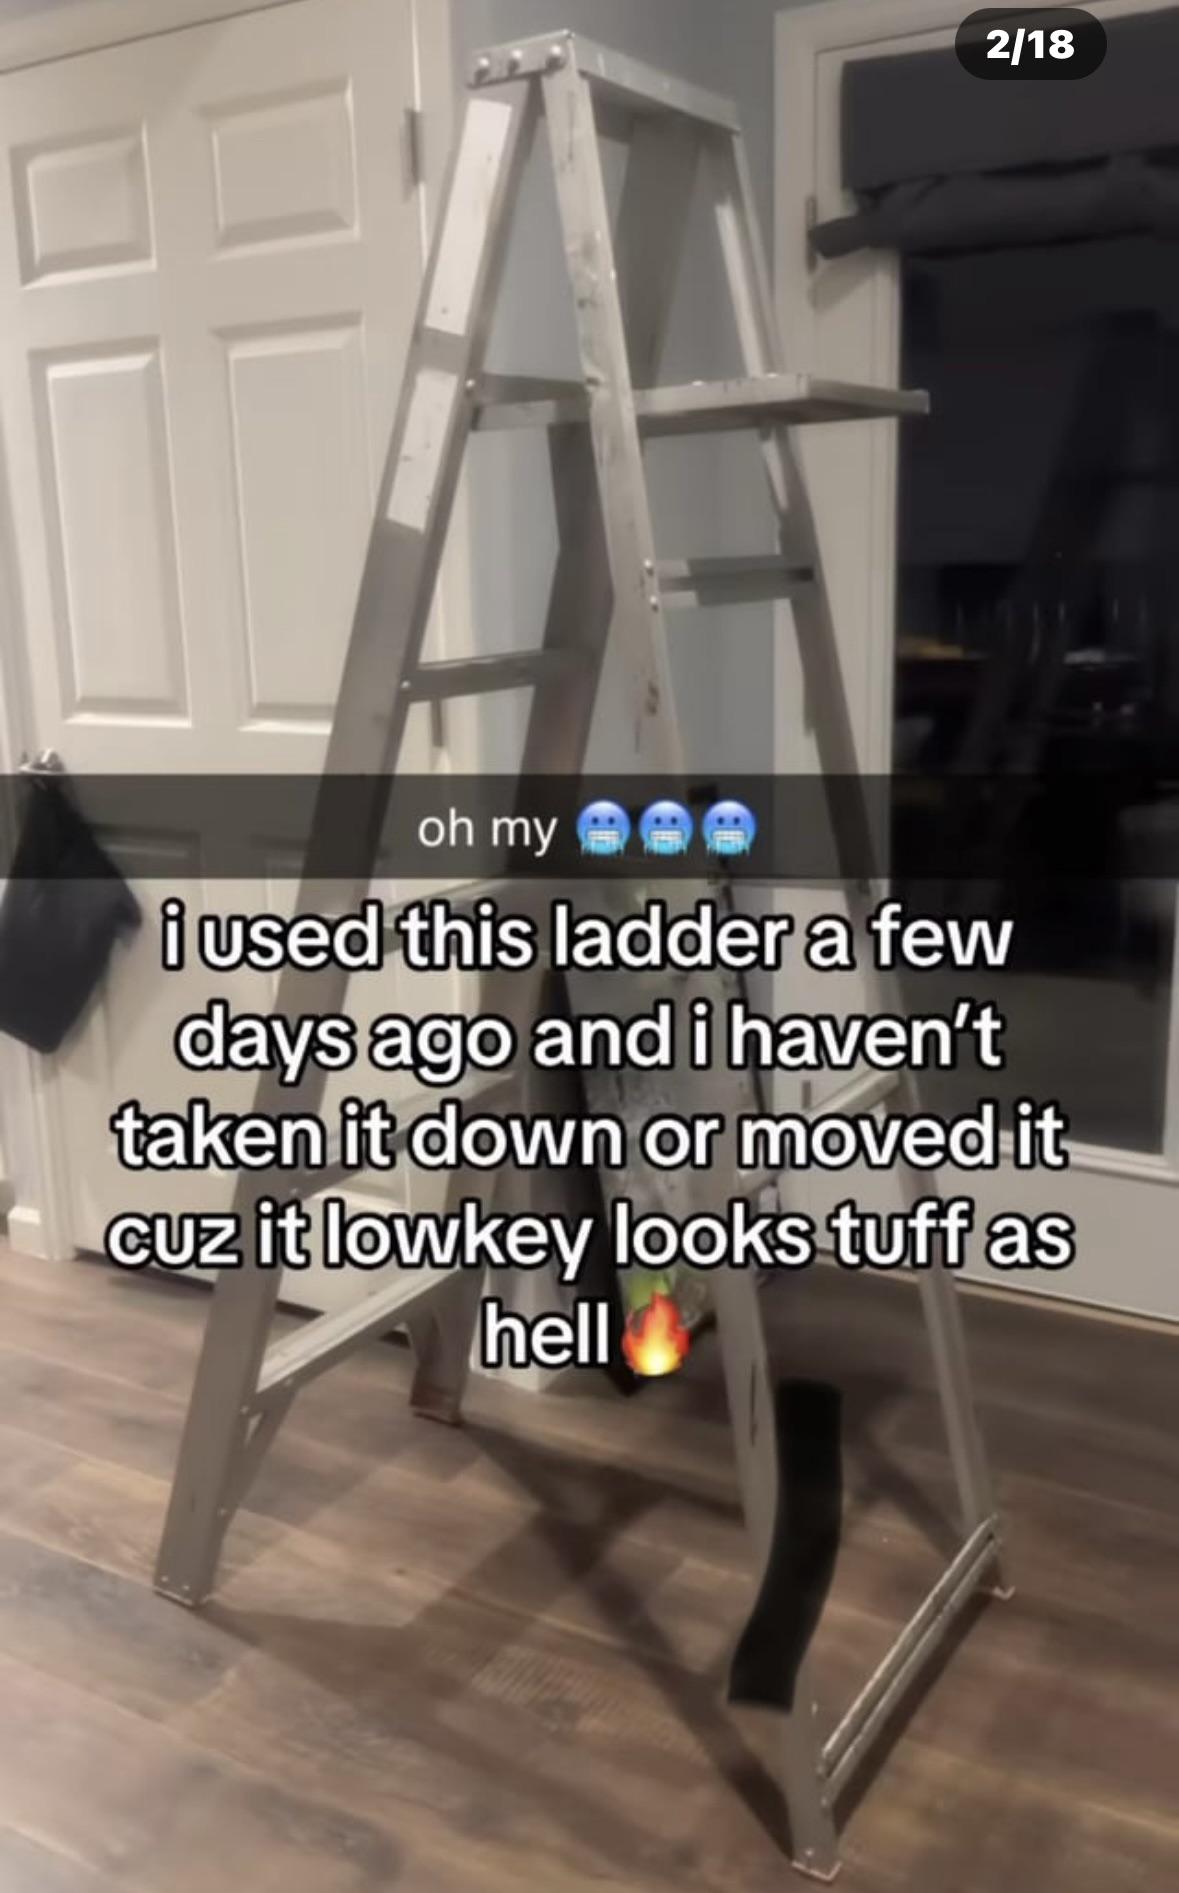 2/18
oh my 🥶🥶🥶
i used this ladder a few
days ago and i haven’t
taken it down or moved it
cuz it lowkey looks tuff as
hell🔥